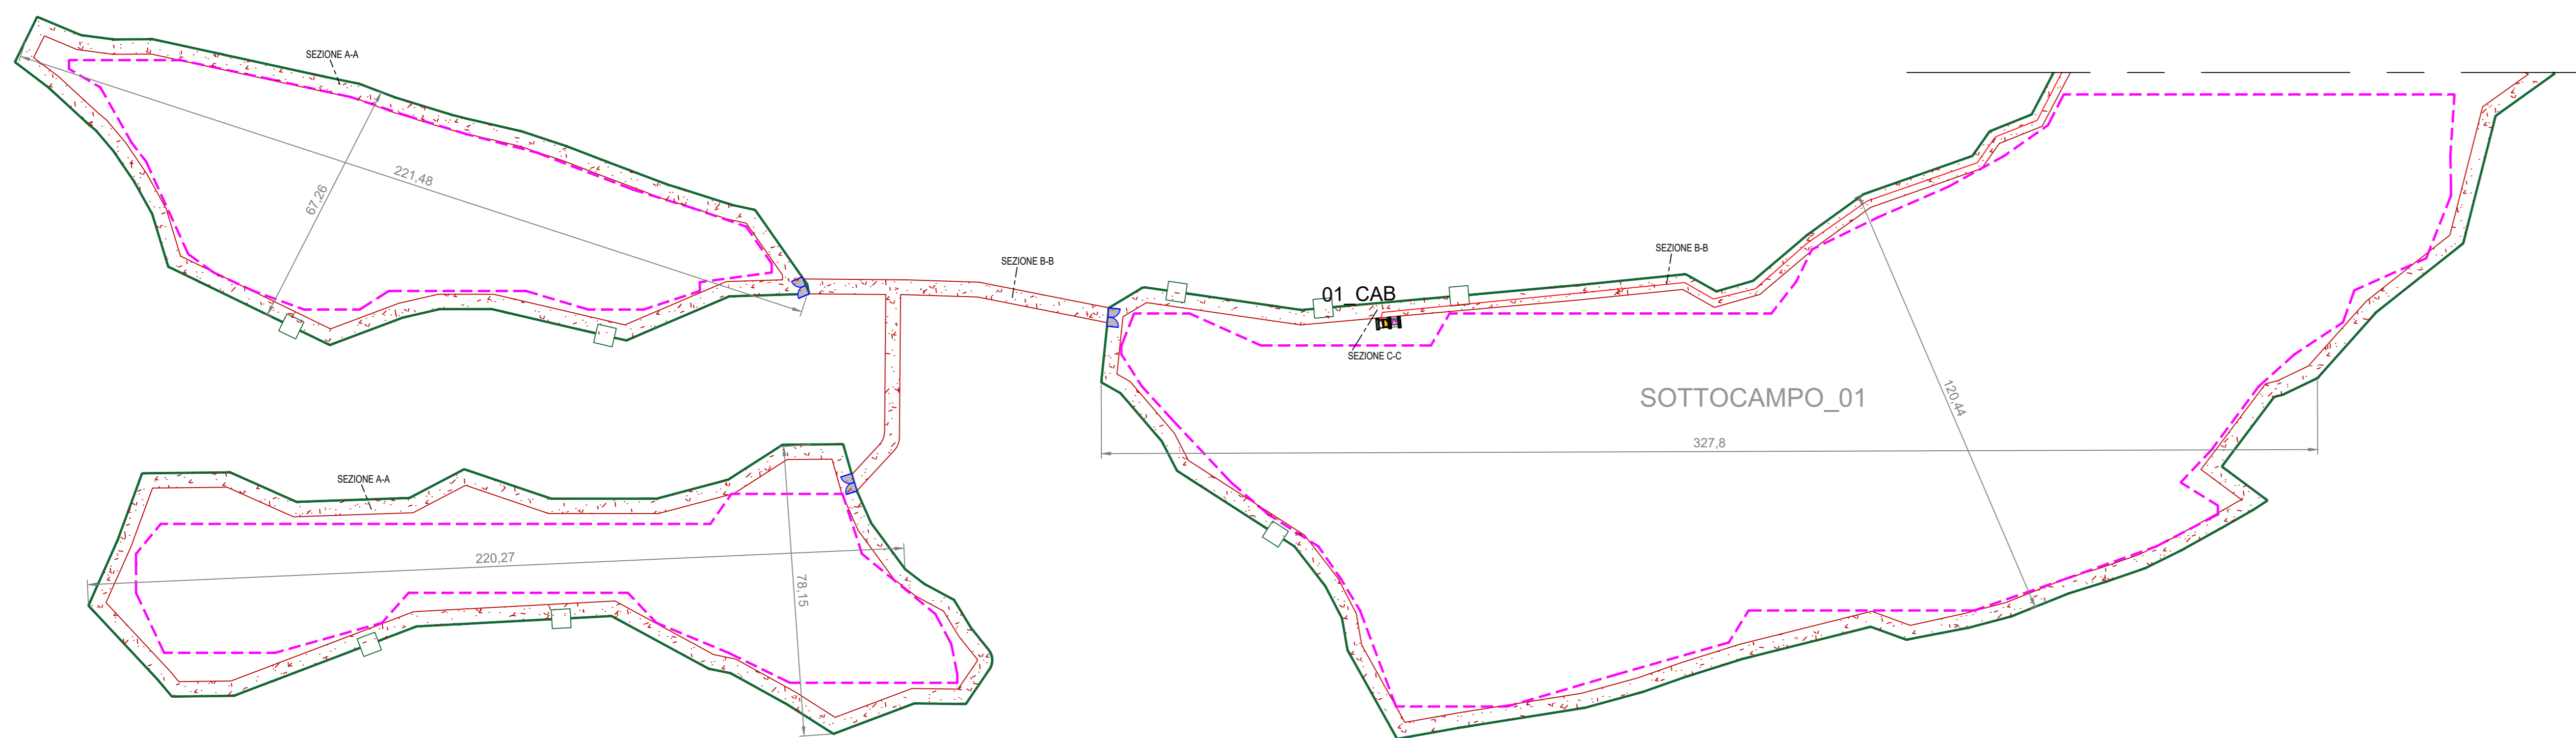 SEZIONE A-A
221,48
67,26
SEZIONE B-B
SEZIONE B-B
01_CAB
SEZIONE C-C
SOTTOCAMPO_01
120,44
327,8
SEZIONE A-A
220,27
78,15